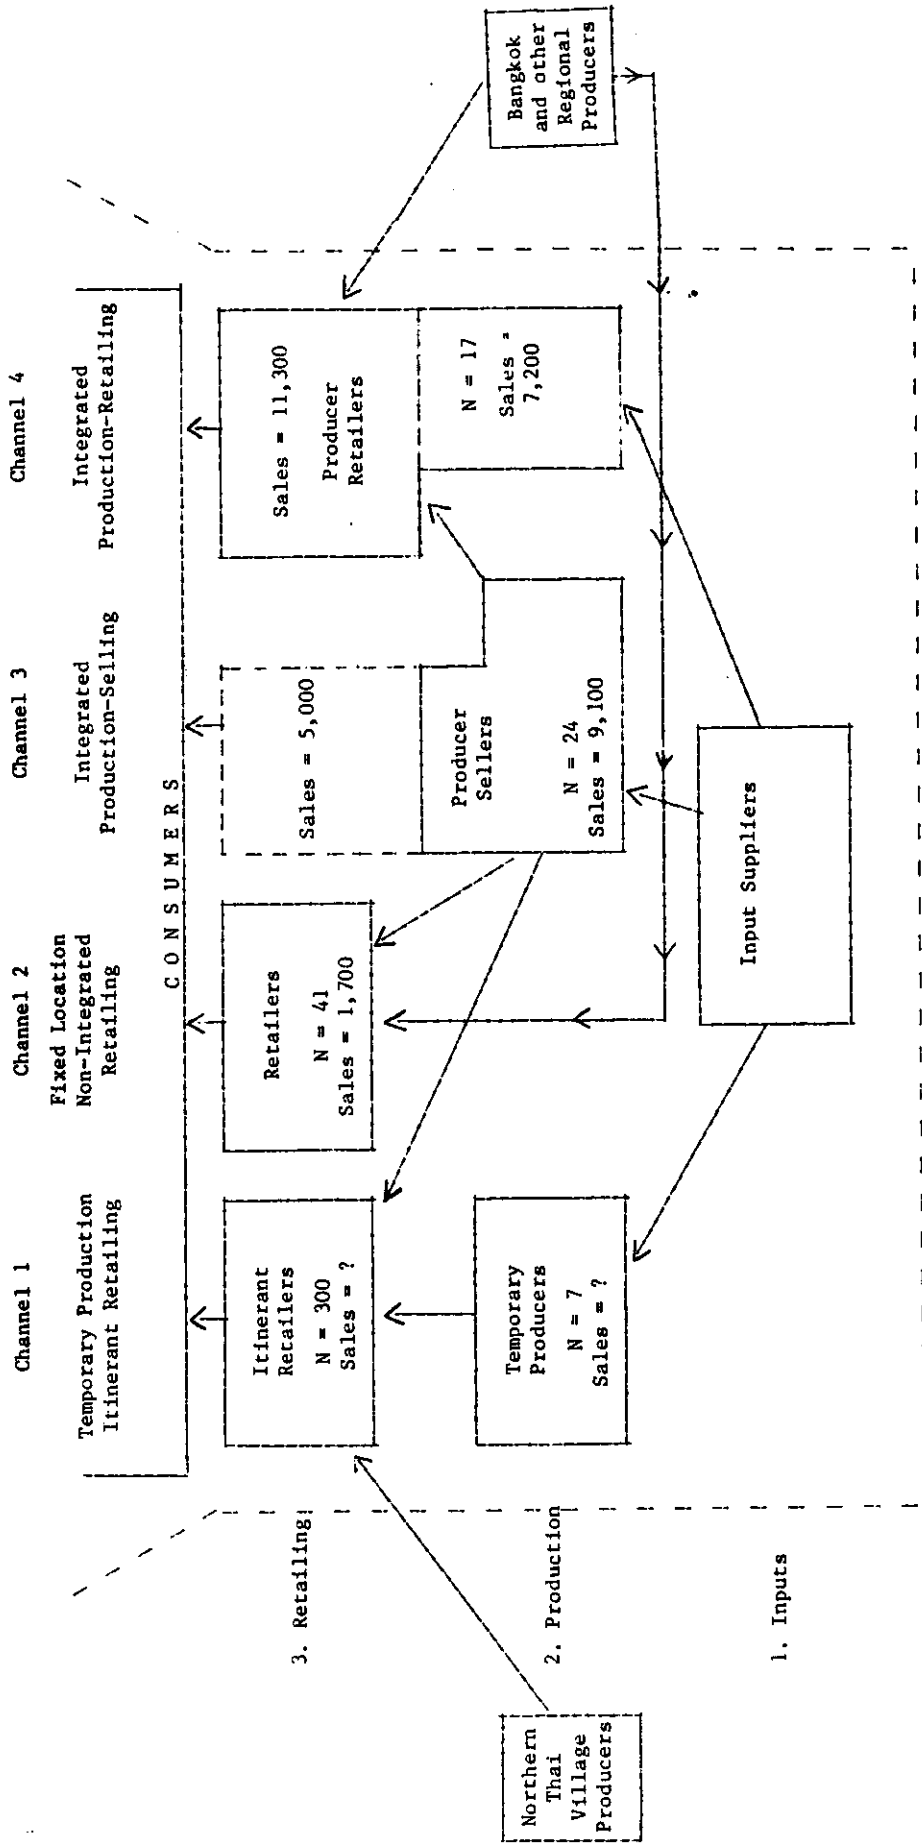 Channel 1
Temporary Production
Itinerant Retailing
Channel 2
Fixed Location
Non-Integrated
Retailing
Channel 3
Integrated
Production-Selling
Channel 4
Integrated
Production-Retailing
C O N S U M E R S
3. Retailing
Itinerant
Retailers
N = 300
Sales = ?
Retailers
N = 41
Sales = 1,700
Sales = 5,000
Sales = 11,300
Producer
Retailers
2. Production
Northern
Thai
Village
Producers
Temporary
Producers
N = 7
Sales = ?
Producer
Sellers
N = 24
Sales = 9,100
N = 17
Sales =
7,200
Bangkok
and other
Regional
Producers
1. Inputs
Input Suppliers